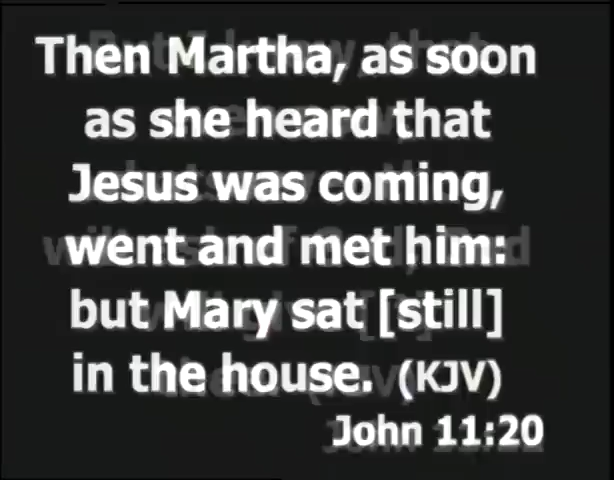 Then Martha, as soon
as she heard that
Jesus was coming,
went and met him:
but Mary sat [still]
in the house. (KJV)
John 11:20